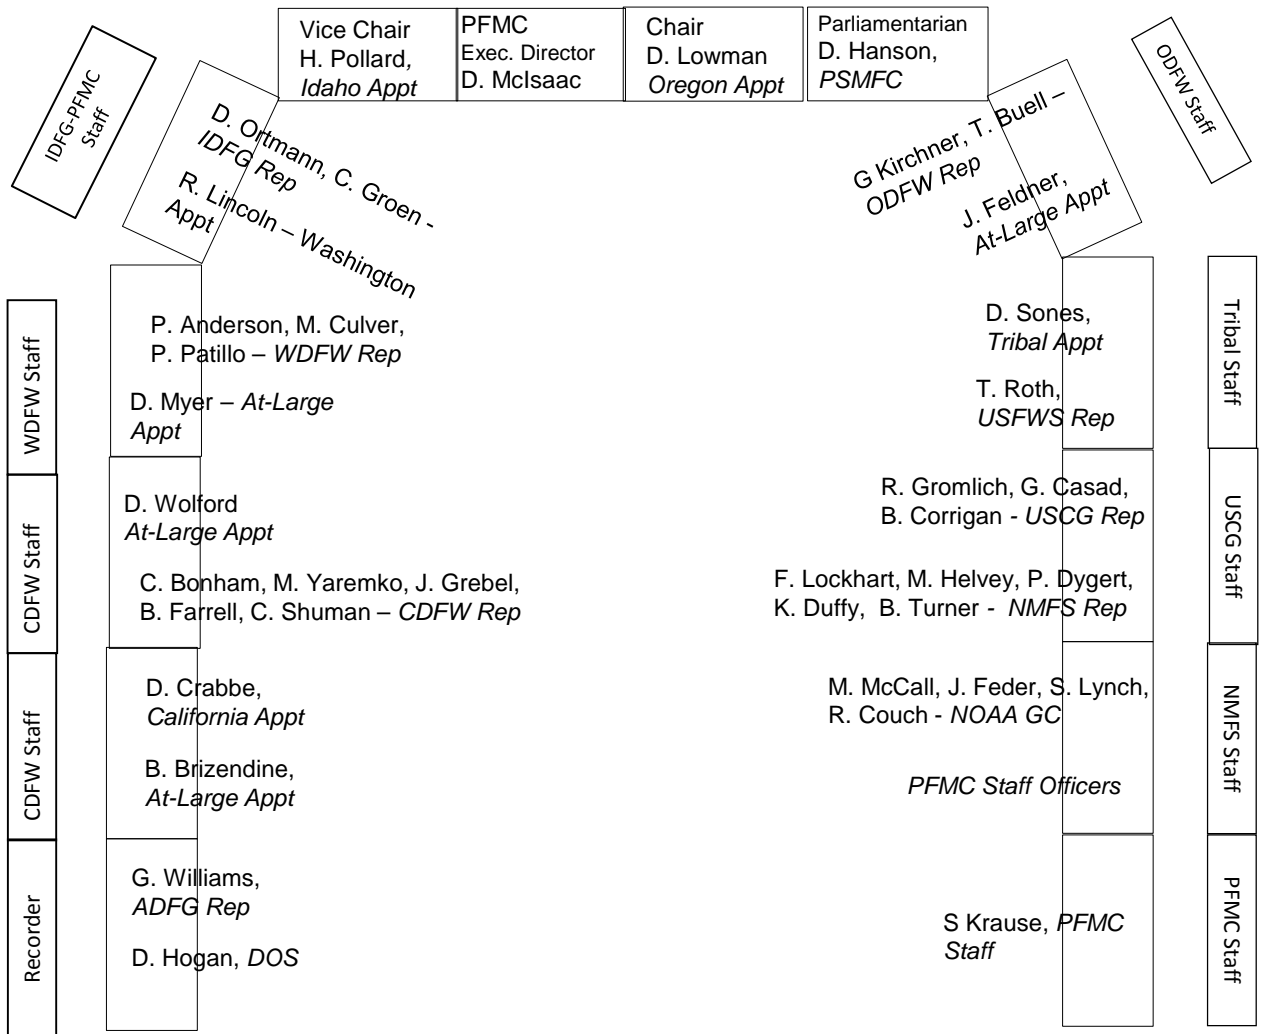 Vice Chair
H. Pollard,
Idaho Appt
PFMC
Exec. Director
D. McIsaac
Chair
D. Lowman
Oregon Appt
Parliamentarian
D. Hanson,
PSMFC
IDFG-PFMC
Staff
D. Ortmann, C. Groen -
IDFG Rep
R. Lincoln – Washington
Appt
G Kirchner, T. Buell –
ODFW Rep
J. Feldner,
At-Large Appt
ODFW Staff
WDFW Staff
P. Anderson, M. Culver,
P. Patillo – WDFW Rep
D. Myer – At-Large
Appt
D. Sones,
Tribal Appt
T. Roth,
USFWS Rep
Tribal Staff
CDFW Staff
D. Wolford
At-Large Appt
C. Bonham, M. Yaremko, J. Grebel,
B. Farrell, C. Shuman – CDFW Rep
R. Gromlich, G. Casad,
B. Corrigan - USCG Rep
F. Lockhart, M. Helvey, P. Dygert,
K. Duffy, B. Turner - NMFS Rep
USCG Staff
CDFW Staff
D. Crabbe,
California Appt
B. Brizendine,
At-Large Appt
M. McCall, J. Feder, S. Lynch,
R. Couch - NOAA GC
PFMC Staff Officers
NMFS Staff
Recorder
G. Williams,
ADFG Rep
D. Hogan, DOS
S Krause, PFMC
Staff
PFMC Staff